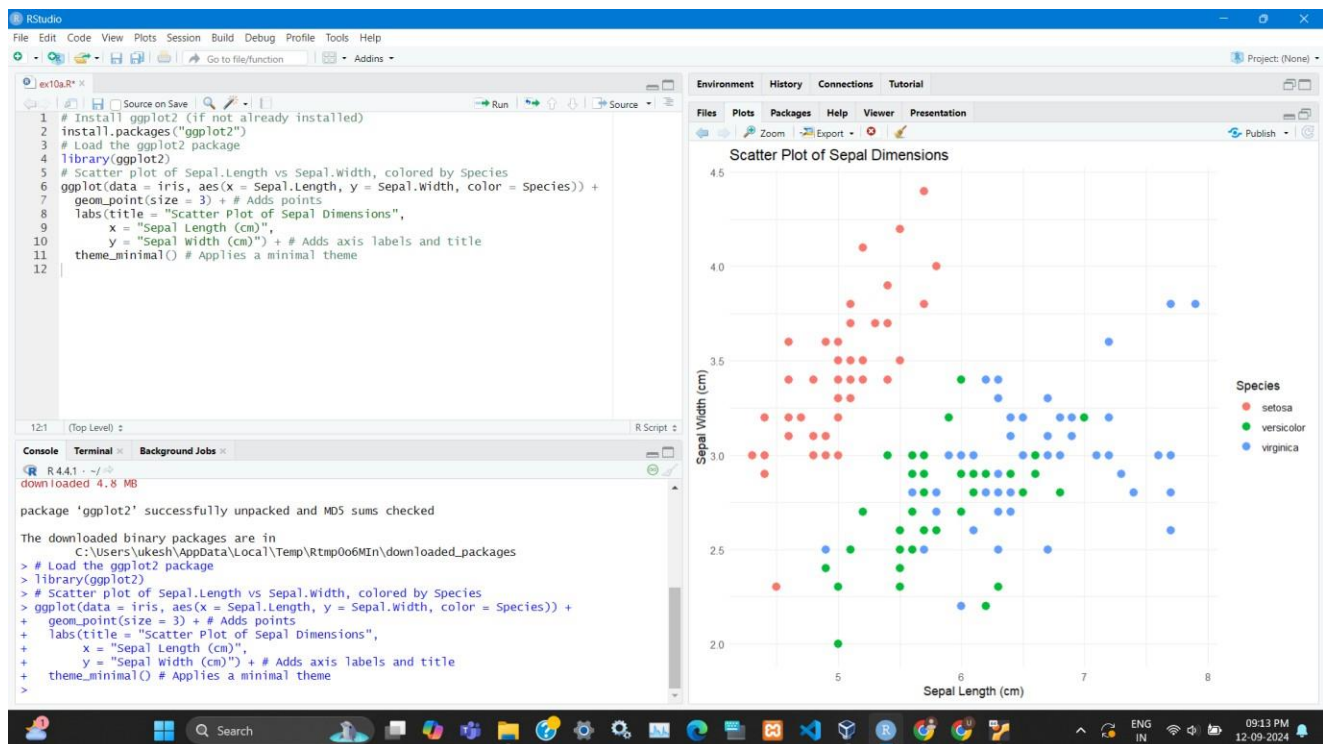 RStudio
File Edit Code View Plots Session Build Debug Profile Tools Help
Go to file/function Addins Project: (None)
ex10a.R*
Source on Save Run Source
1 # Install ggplot2 (if not already installed)
2 install.packages("ggplot2")
3 # Load the ggplot2 package
4 library(ggplot2)
5 # Scatter plot of Sepal.Length vs Sepal.Width, colored by Species
6 ggplot(data = iris, aes(x = Sepal.Length, y = Sepal.Width, color = Species)) +
7   geom_point(size = 3) + # Adds points
8   labs(title = "Scatter Plot of Sepal Dimensions",
9        x = "Sepal Length (cm)",
10        y = "Sepal Width (cm)") + # Adds axis labels and title
11   theme_minimal() # Applies a minimal theme
12
12:1 (Top Level) R Script
Console Terminal Background Jobs
R 4.4.1 · ~/
downloaded 4.8 MB
package ‘ggplot2’ successfully unpacked and MD5 sums checked
The downloaded binary packages are in
C:\Users\ukesh\AppData\Local\Temp\RtmpOo6MIn\downloaded_packages
> # Load the ggplot2 package
> library(ggplot2)
> # Scatter plot of Sepal.Length vs Sepal.Width, colored by Species
> ggplot(data = iris, aes(x = Sepal.Length, y = Sepal.Width, color = Species)) +
+   geom_point(size = 3) + # Adds points
+   labs(title = "Scatter Plot of Sepal Dimensions",
+        x = "Sepal Length (cm)",
+        y = "Sepal Width (cm)") + # Adds axis labels and title
+   theme_minimal() # Applies a minimal theme
>
Environment History Connections Tutorial
Files Plots Packages Help Viewer Presentation
Zoom Export Publish
Scatter Plot of Sepal Dimensions
4.5
4.0
3.5
3.0
2.5
2.0
Sepal Width (cm)
5 6 7 8
Sepal Length (cm)
Species
setosa
versicolor
virginica
1
Search
ENG
IN
09:13 PM
12-09-2024